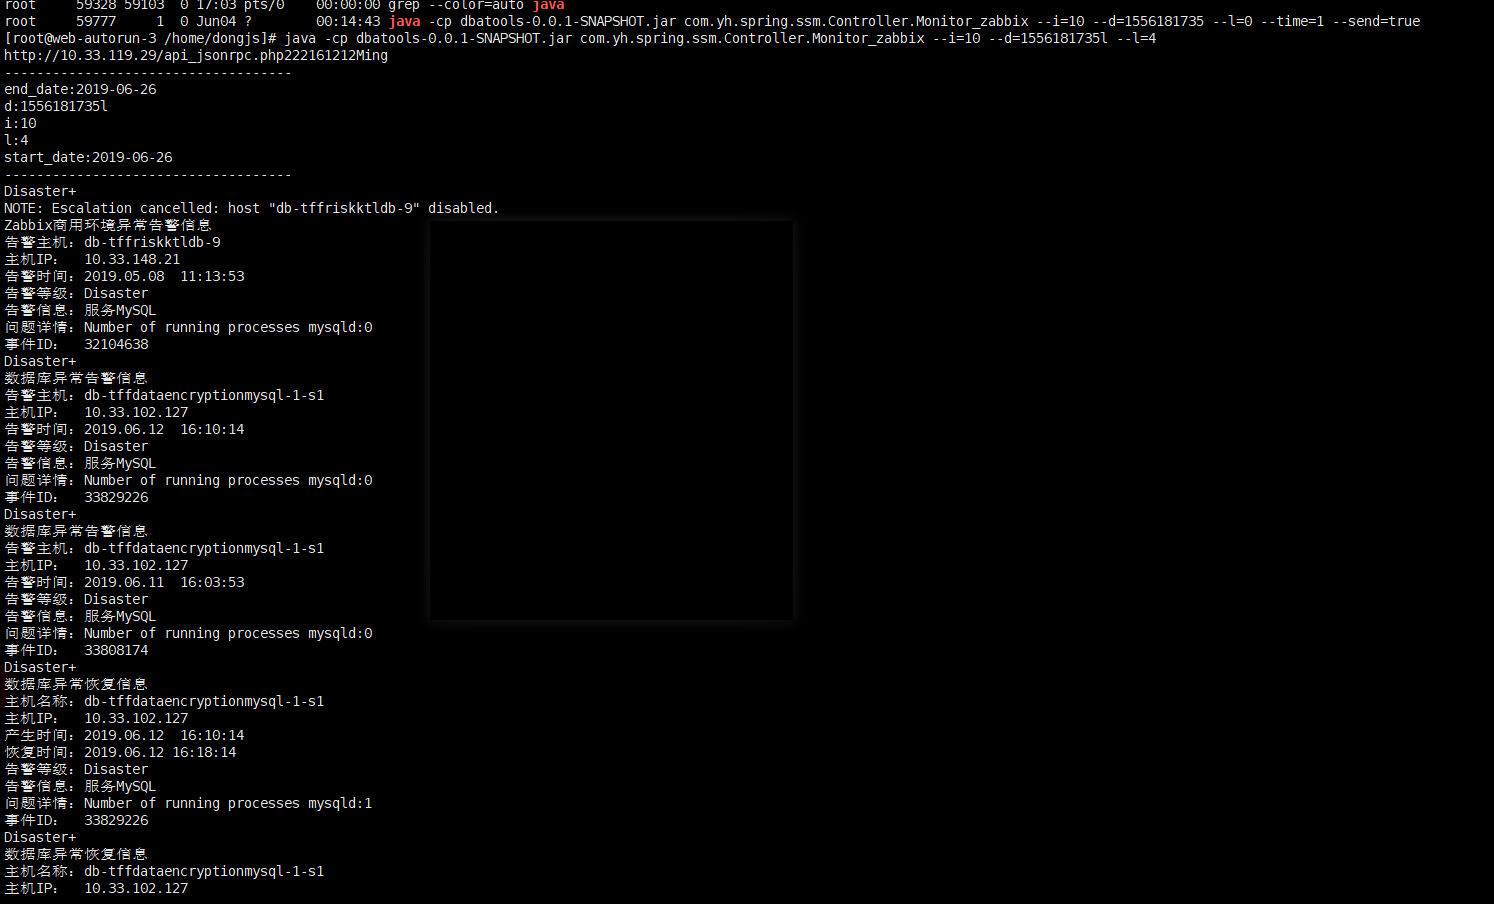 root     59328 59103  0 17:03 pts/0    00:00:00 grep --color=auto java
root     59777     1  0 Jun04 ?        00:14:43 java -cp dbatools-0.0.1-SNAPSHOT.jar com.yh.spring.ssm.Controller.Monitor_zabbix --i=10 --d=1556181735 --l=0 --time=1 --send=true
[root@web-autorun-3 /home/dongjs]# java -cp dbatools-0.0.1-SNAPSHOT.jar com.yh.spring.ssm.Controller.Monitor_zabbix --i=10 --d=1556181735l --l=4
http://10.33.119.29/api_jsonrpc.php222161212Ming
------------------------------------
end_date:2019-06-26
d:1556181735l
i:10
l:4
start_date:2019-06-26
------------------------------------
Disaster+
NOTE: Escalation cancelled: host "db-tffriskktldb-9" disabled.
Zabbix商用环境异常告警信息
告警主机：db-tffriskktldb-9
主机IP：  10.33.148.21
告警时间：2019.05.08  11:13:53
告警等级：Disaster
告警信息：服务MySQL
问题详情：Number of running processes mysqld:0
事件ID：  32104638
Disaster+
数据库异常告警信息
告警主机：db-tffdataencryptionmysql-1-s1
主机IP：  10.33.102.127
告警时间：2019.06.12  16:10:14
告警等级：Disaster
告警信息：服务MySQL
问题详情：Number of running processes mysqld:0
事件ID：  33829226
Disaster+
数据库异常告警信息
告警主机：db-tffdataencryptionmysql-1-s1
主机IP：  10.33.102.127
告警时间：2019.06.11  16:03:53
告警等级：Disaster
告警信息：服务MySQL
问题详情：Number of running processes mysqld:0
事件ID：  33808174
Disaster+
数据库异常恢复信息
主机名称：db-tffdataencryptionmysql-1-s1
主机IP：  10.33.102.127
产生时间：2019.06.12  16:10:14
恢复时间：2019.06.12 16:18:14
告警等级：Disaster
告警信息：服务MySQL
问题详情：Number of running processes mysqld:1
事件ID：  33829226
Disaster+
数据库异常恢复信息
主机名称：db-tffdataencryptionmysql-1-s1
主机IP：  10.33.102.127